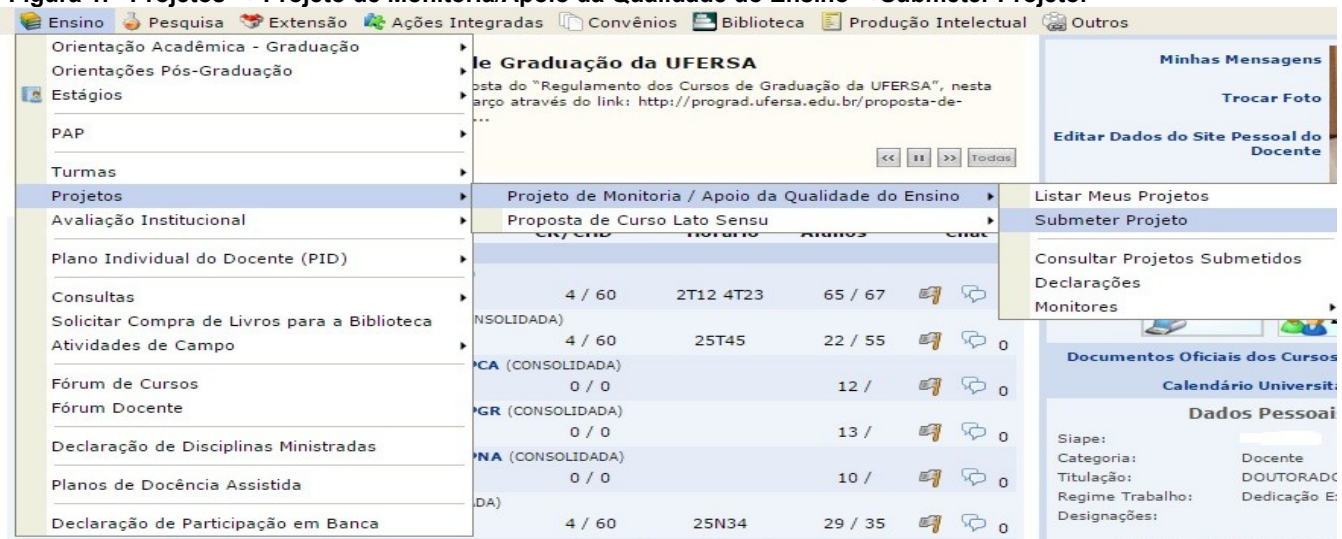 Ensino Pesquisa Extensão Ações Integradas Convênios Biblioteca Produção Intelectual Outros
Orientação Acadêmica - Graduação
Orientações Pós-Graduação
Estágios
PAP
Turmas
Projetos
Avaliação Institucional
Plano Individual do Docente (PID)
Consultas
Solicitar Compra de Livros para a Biblioteca
Atividades de Campo
Fórum de Cursos
Fórum Docente
Declaração de Disciplinas Ministradas
Planos de Docência Assistida
Declaração de Participação em Banca
de Graduação da UFERSA
osta do "Regulamento dos Cursos de Graduação da UFERSA", nesta
arço através do link: http://prograd.ufersa.edu.br/proposta-de-
...
<< II >> Todas
Projeto de Monitoria / Apoio da Qualidade do Ensino
Proposta de Curso Lato Sensu
Listar Meus Projetos
Submeter Projeto
Consultar Projetos Submetidos
Declarações
Monitores
4 / 60 2T12 4T23 65 / 67
NSOLIDADA)
4 / 60 25T45 22 / 55 0
PCA (CONSOLIDADA)
0 / 0 12 / 0
PGR (CONSOLIDADA)
0 / 0 13 / 0
PNA (CONSOLIDADA)
0 / 0 10 / 0
DA)
4 / 60 25N34 29 / 35 0
Minhas Mensagens
Trocar Foto
Editar Dados do Site Pessoal do
Docente
Documentos Oficiais dos Cursos
Calendário Universit
Dados Pessoai
Siape:
Categoria: Docente
Titulação: DOUTORADO
Regime Trabalho: Dedicação E
Designações: